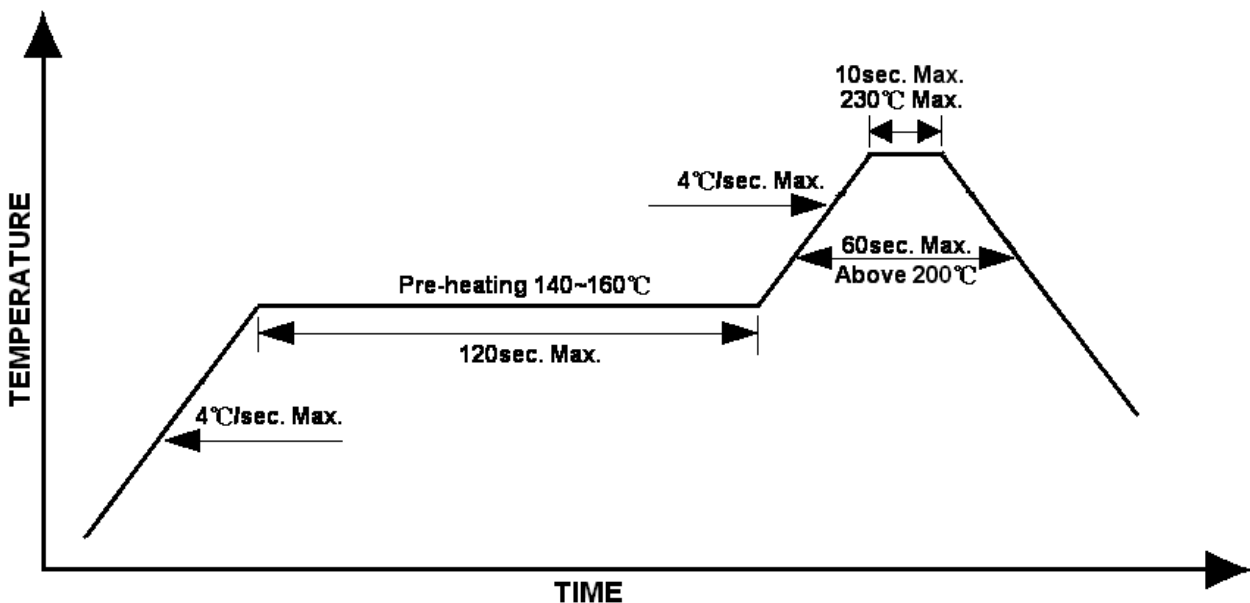 10sec. Max.
230℃ Max.
4℃/sec. Max.
60sec. Max.
Above 200℃
Pre-heating 140~160℃
120sec. Max.
4℃/sec. Max.
TEMPERATURE
TIME